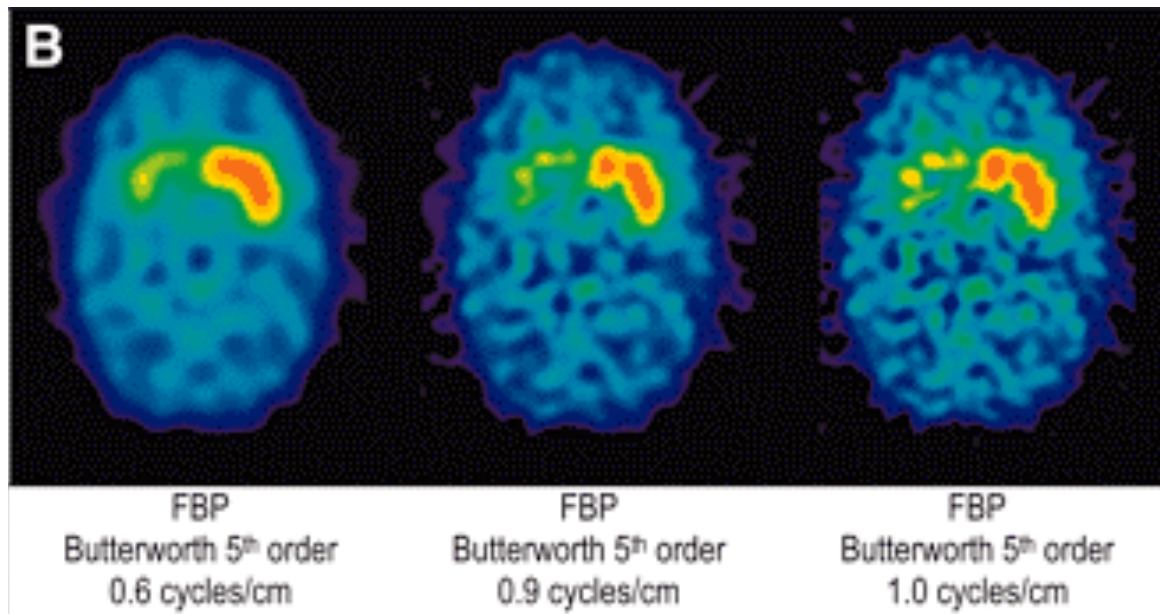 B
FBP
Butterworth 5th order
0.6 cycles/cm
FBP
Butterworth 5th order
0.9 cycles/cm
FBP
Butterworth 5th order
1.0 cycles/cm